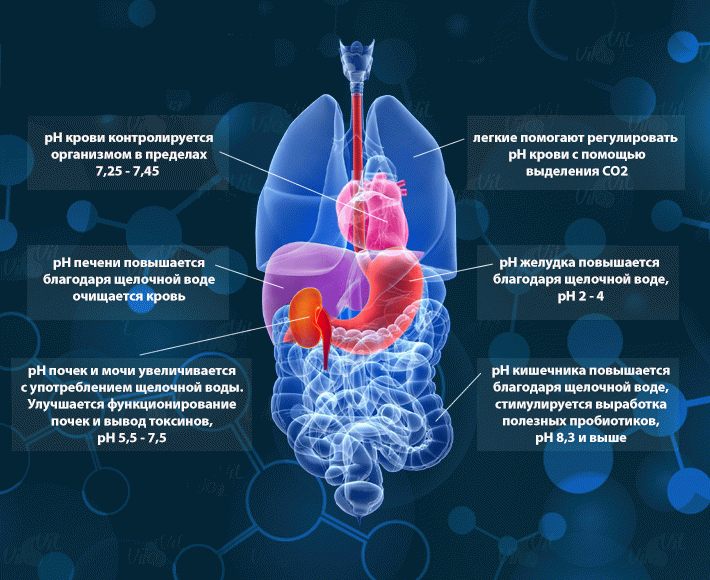 pH крови контролируется
организмом в пределах
7,25 - 7,45
легкие помогают регулировать
pH крови с помощью
выделения CO2
pH печени повышается
благодаря щелочной воде
очищается кровь
pH желудка повышается
благодаря щелочной воде,
pH 2 - 4
pH почек и мочи увеличивается
с употреблением щелочной воды.
Улучшается функционирование
почек и вывод токсинов,
pH 5,5 - 7,5
pH кишечника повышается
благодаря щелочной воде,
стимулируется выработка
полезных пробиотиков,
pH 8,3 и выше